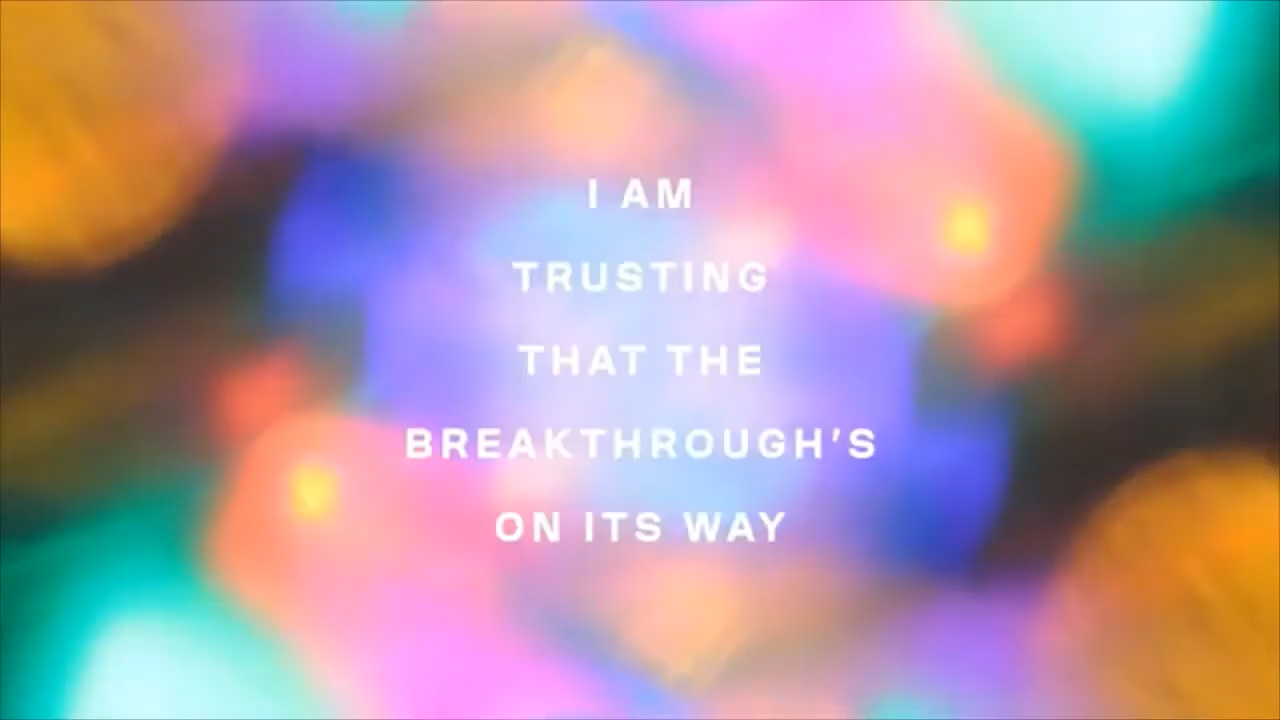 I AM
TRUSTING
THAT THE
BREAKTHROUGH'S
ON ITS WAY